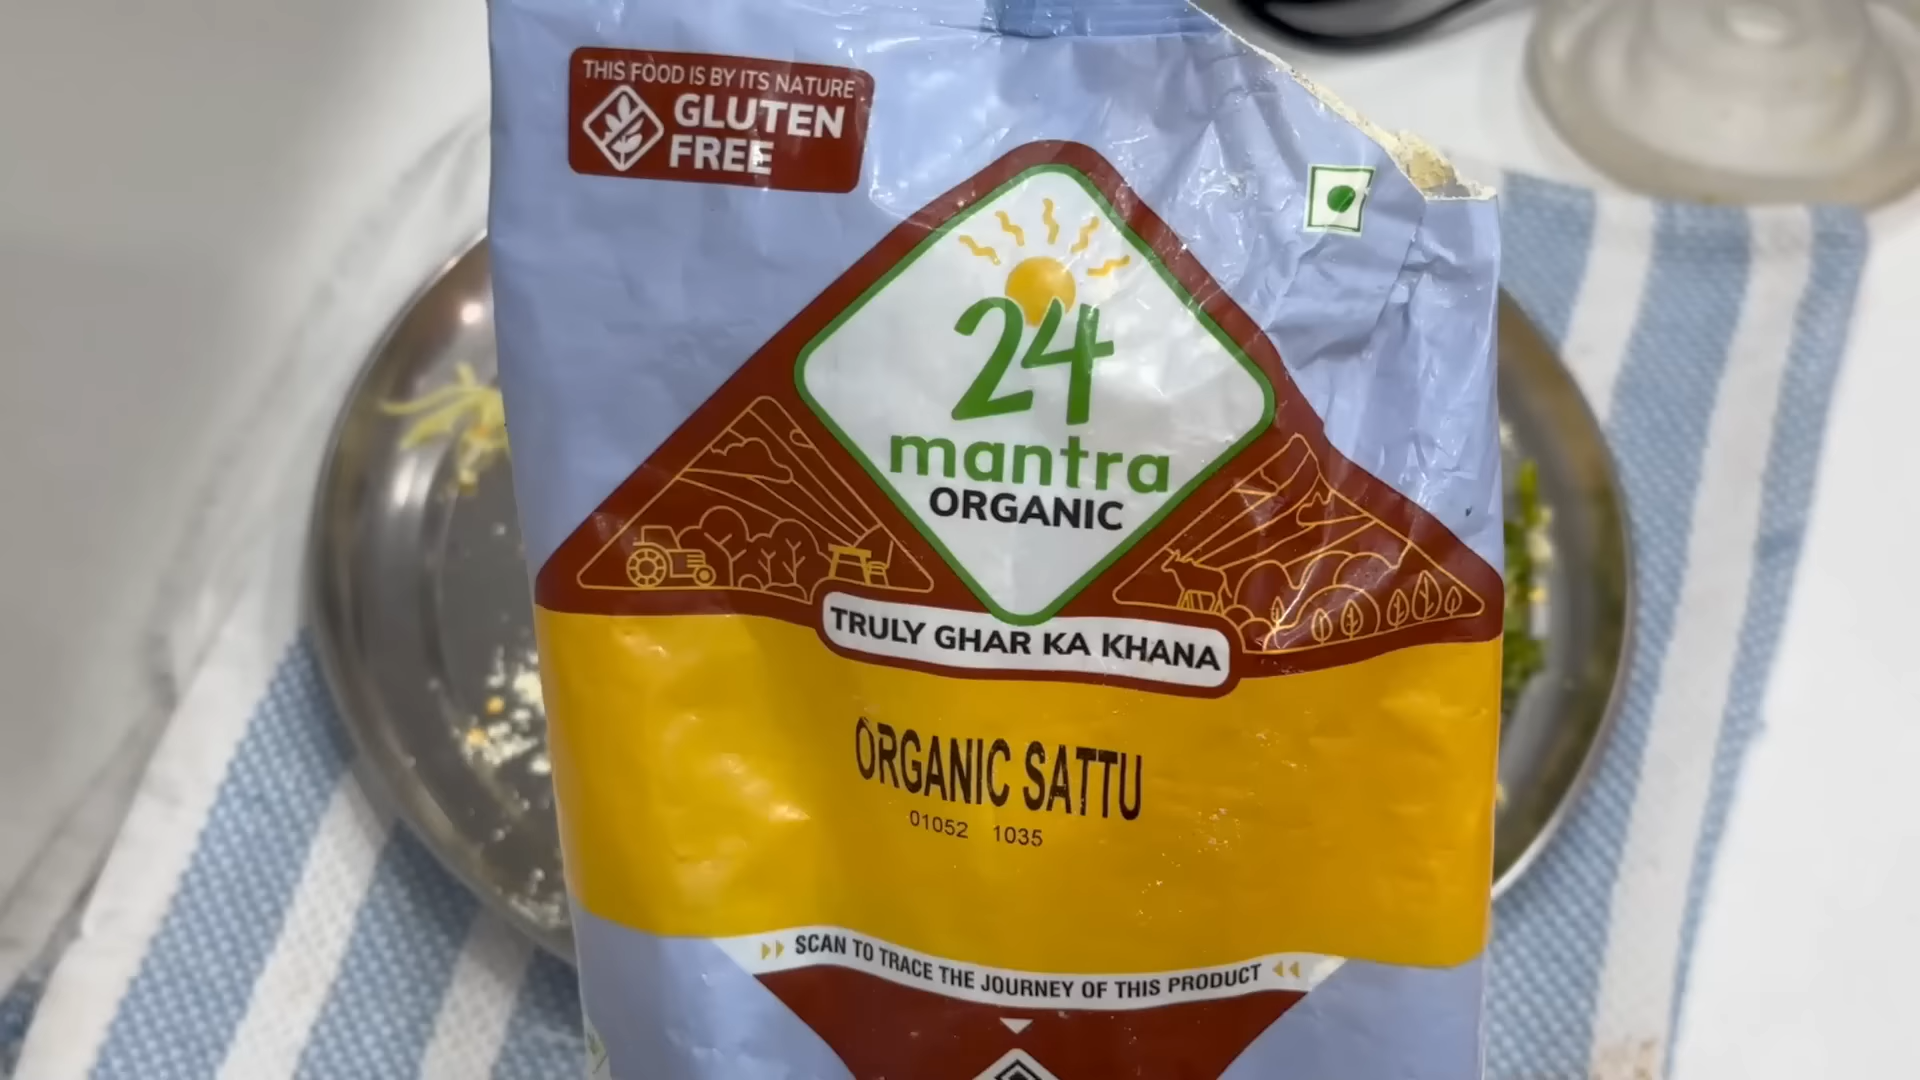 THIS FOOD IS BY ITS NATURE
GLUTEN
FREE
24
mantra
ORGANIC
TRULY GHAR KA KHANA
ORGANIC SATTU
01052 1035
SCAN TO TRACE THE JOURNEY OF THIS PRODUCT